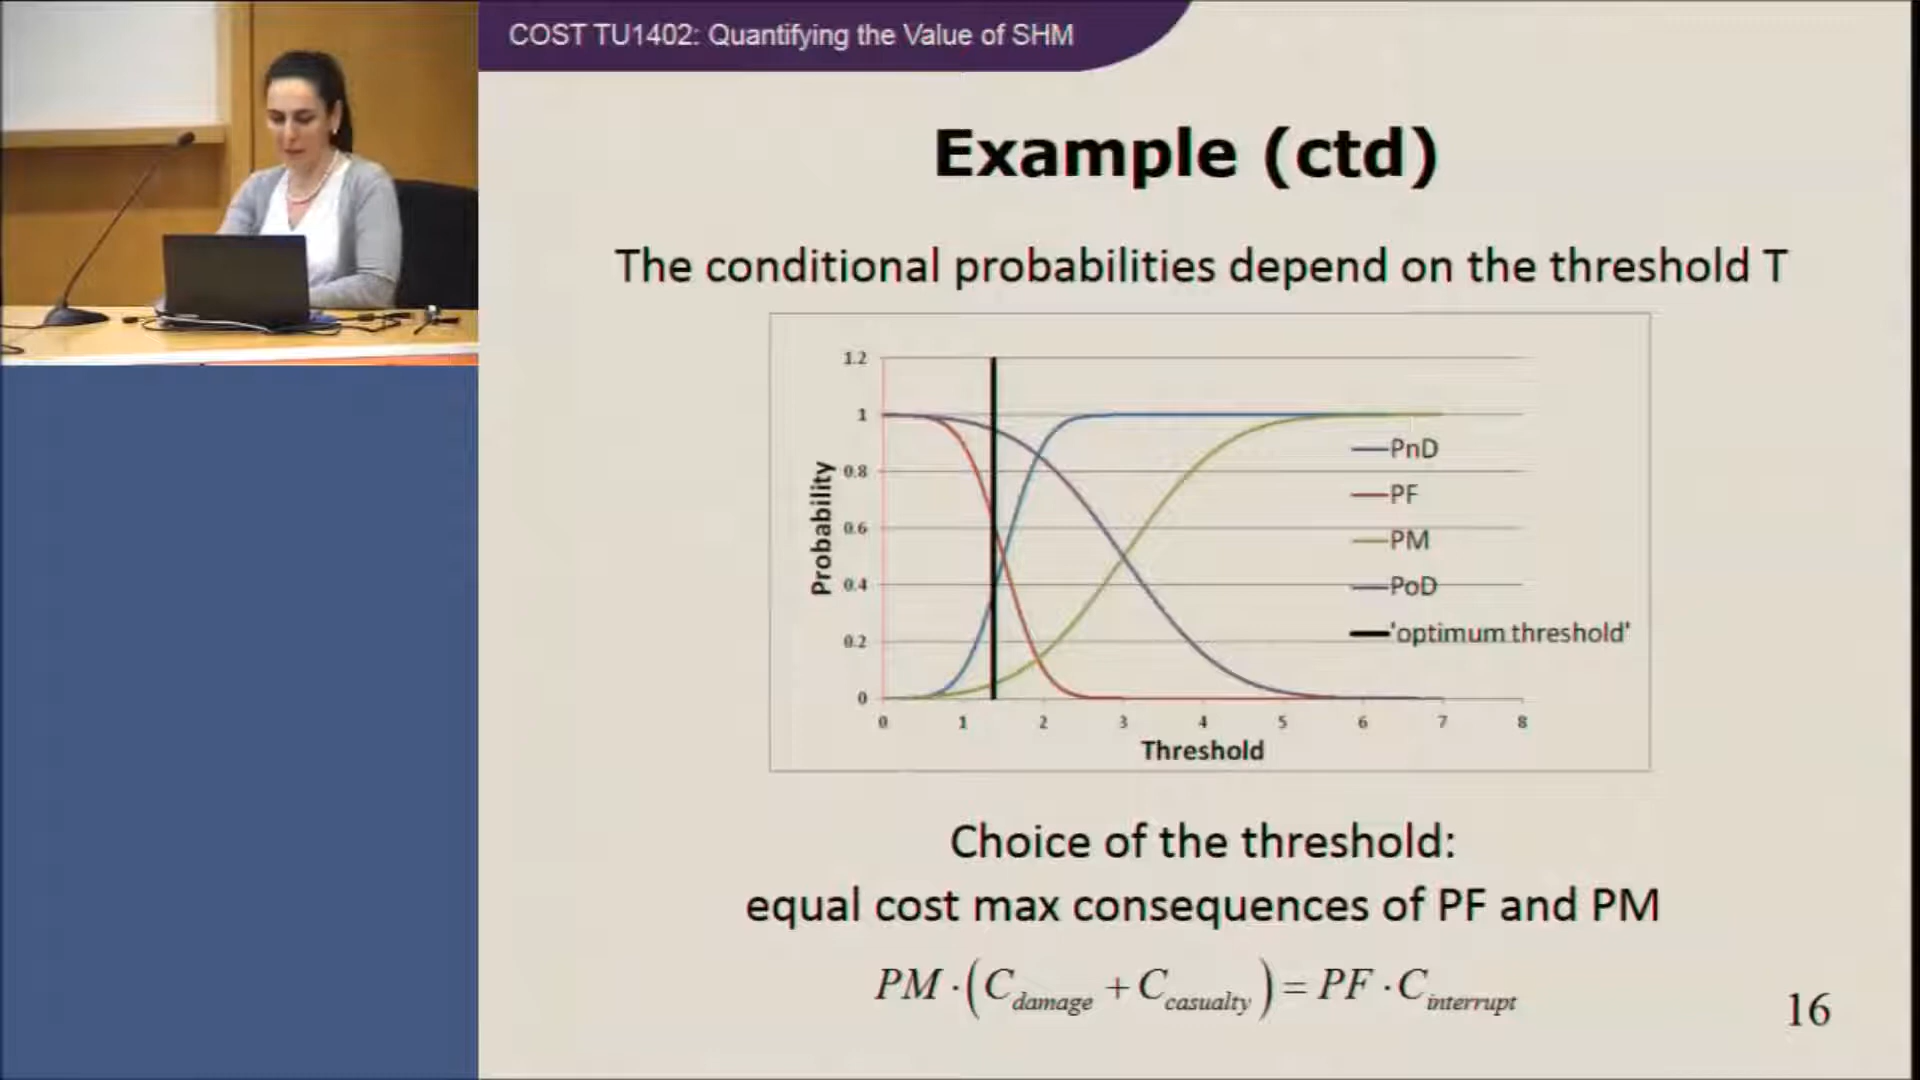 COST TU1402: Quantifying the Value of SHM
Example (ctd)
The conditional probabilities depend on the threshold T
1.2
1
0.8
0.6
0.4
0.2
0
Probability
0 1 2 3 4 5 6 7 8
Threshold
PnD
PF
PM
PoD
'optimum threshold'
Choice of the threshold:
equal cost max consequences of PF and PM
PM · (C damage + C casualty) = PF · C interrupt
16